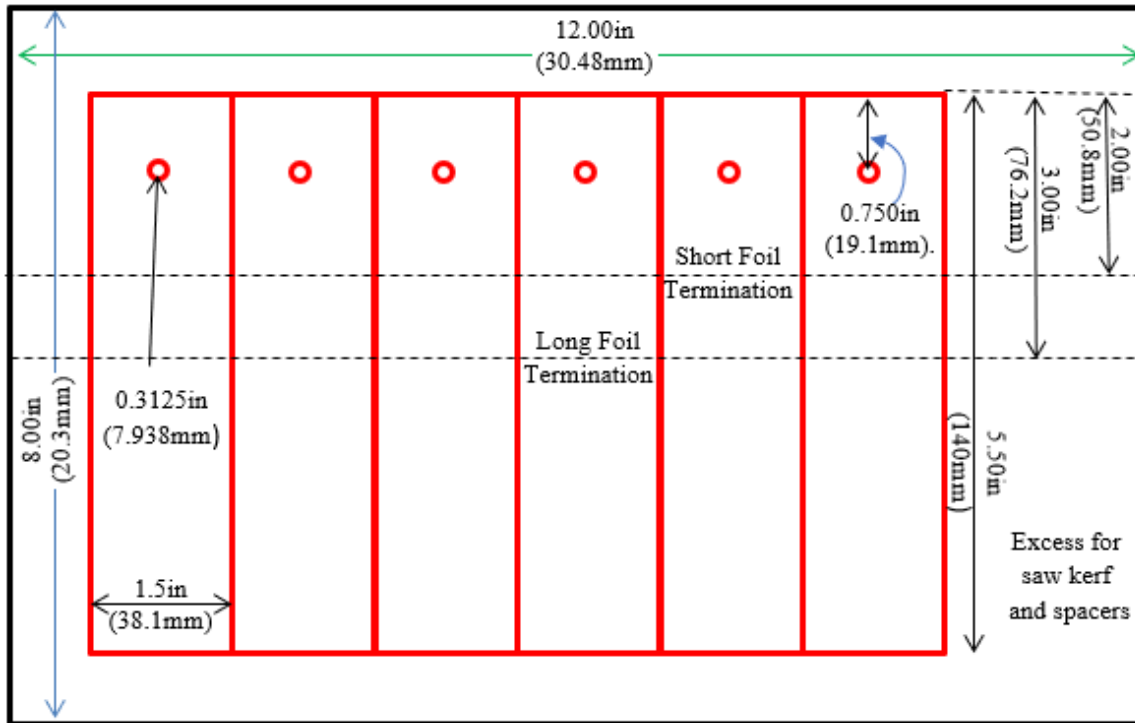 12.00in
(30.48mm)
2.00in
(50.8mm)
3.00in
(76.2mm)
0.750in
(19.1mm).
Short Foil
Termination
Long Foil
Termination
0.3125in
(7.938mm)
8.00in
(20.3mm)
5.50in
(140mm)
1.5in
(38.1mm)
Excess for
saw kerf
and spacers